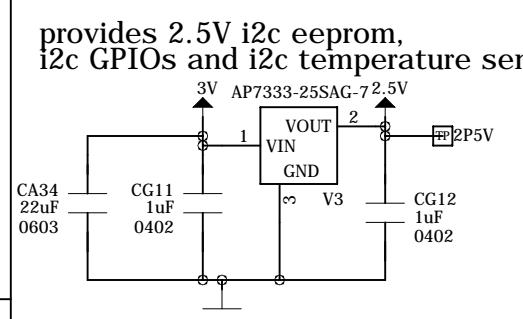 provides 2.5V i2c eeprom,
i2c GPIOs and i2c temperature ser
3V
AP7333-25SAG-7
2.5V
VOUT
2
1
VIN
TP
2P5V
GND
CA34
22uF
0603
CG11
1uF
0402
3
V3
CG12
1uF
0402